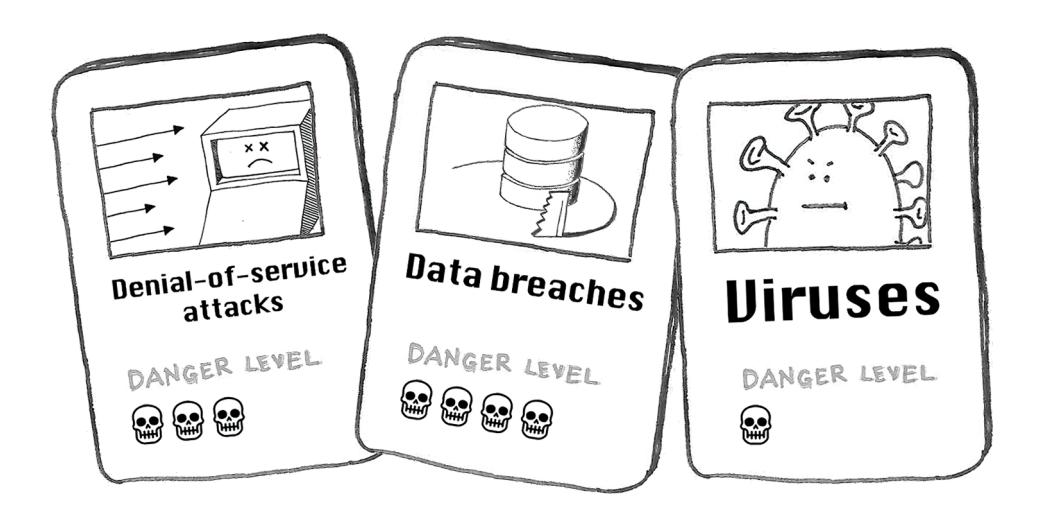 Denial-of-service
attacks
DANGER LEVEL
Data breaches
DANGER LEVEL
Viruses
DANGER LEVEL